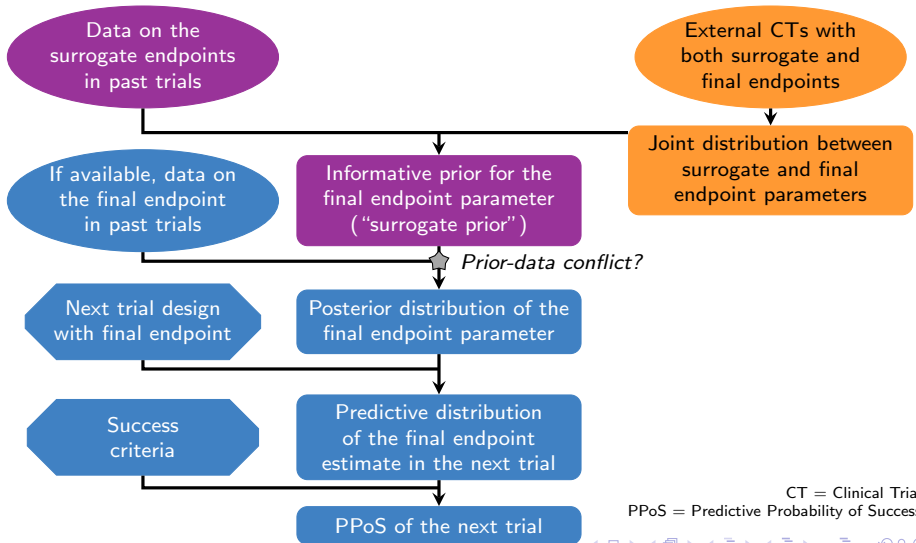 Data on the
surrogate endpoints
in past trials
External CTs with
both surrogate and
final endpoints
If available, data on
the final endpoint
in past trials
Informative prior for the
final endpoint parameter
(“surrogate prior”)
Joint distribution between
surrogate and final
endpoint parameters
Prior-data conflict?
Next trial design
with final endpoint
Posterior distribution of the
final endpoint parameter
Success
criteria
Predictive distribution
of the final endpoint
estimate in the next trial
PPoS of the next trial
CT = Clinical Tria
PPoS = Predictive Probability of Success